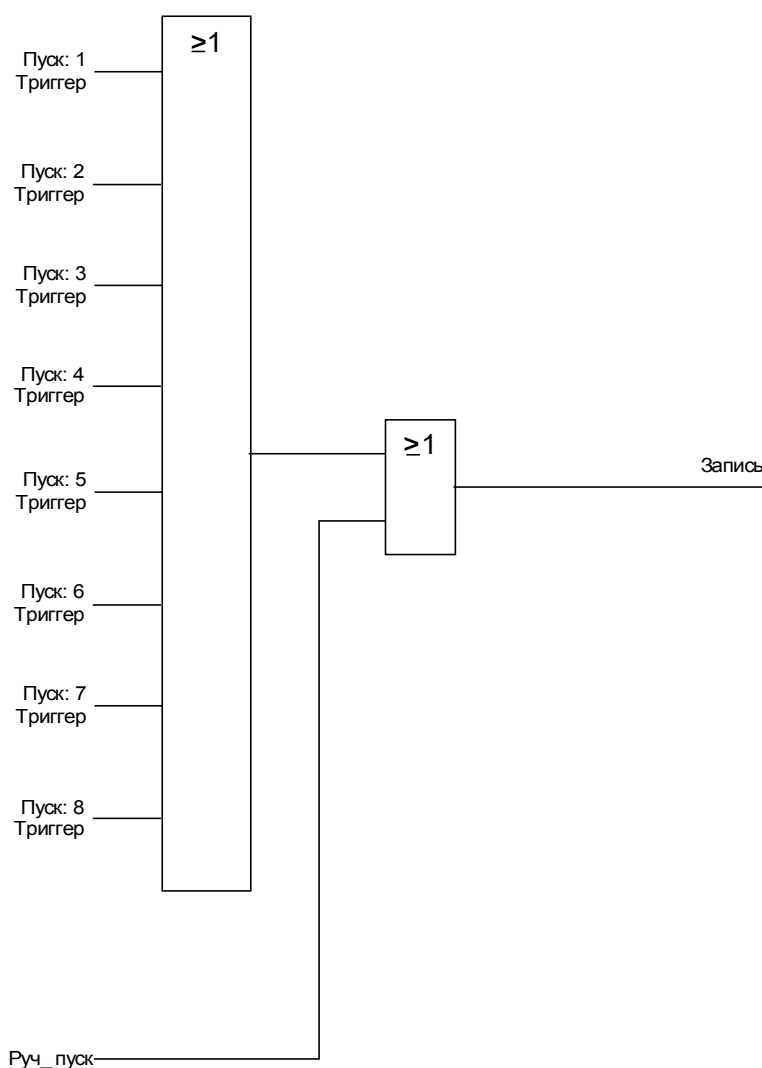 ≥1
Пуск: 1
Триггер
Пуск: 2
Триггер
Пуск: 3
Триггер
Пуск: 4
Триггер
≥1
Пуск: 5
Триггер
Запись
Пуск: 6
Триггер
Пуск: 7
Триггер
Пуск: 8
Триггер
Руч_ пуск